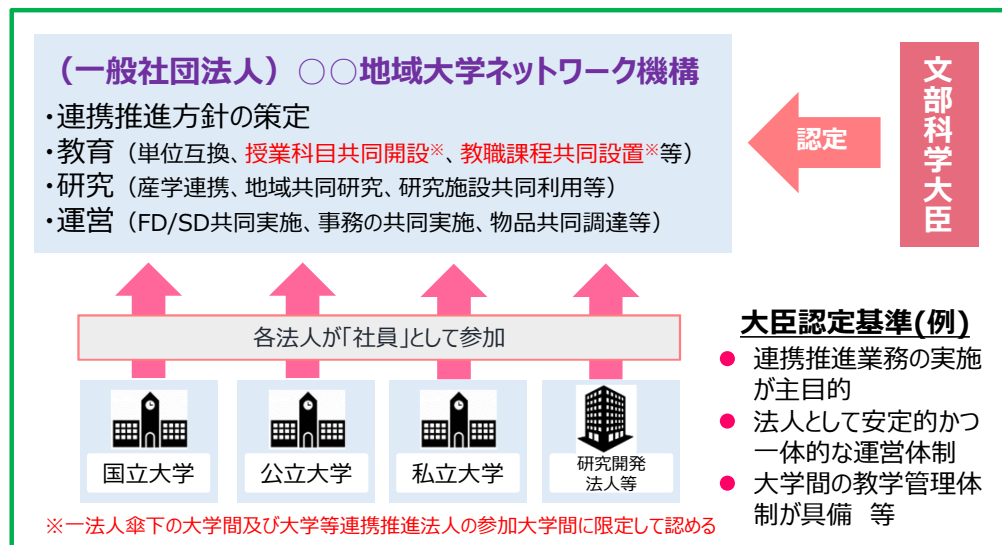 （一般社団法人）○○地域大学ネットワーク機構
・連携推進方針の策定
・教育（単位互換、授業科目共同開設※、教職課程共同設置※等）
・研究（産学連携、地域共同研究、研究施設共同利用等）
・運営（FD/SD共同実施、事務の共同実施、物品共同調達等）
認定
文部科学大臣
各法人が「社員」として参加
国立大学
公立大学
私立大学
研究開発
法人等
大臣認定基準(例)
● 連携推進業務の実施
が主目的
● 法人として安定的かつ
一体的な運営体制
● 大学間の教学管理体
制が具備 等
※一法人傘下の大学間及び大学等連携推進法人の参加大学間に限定して認める